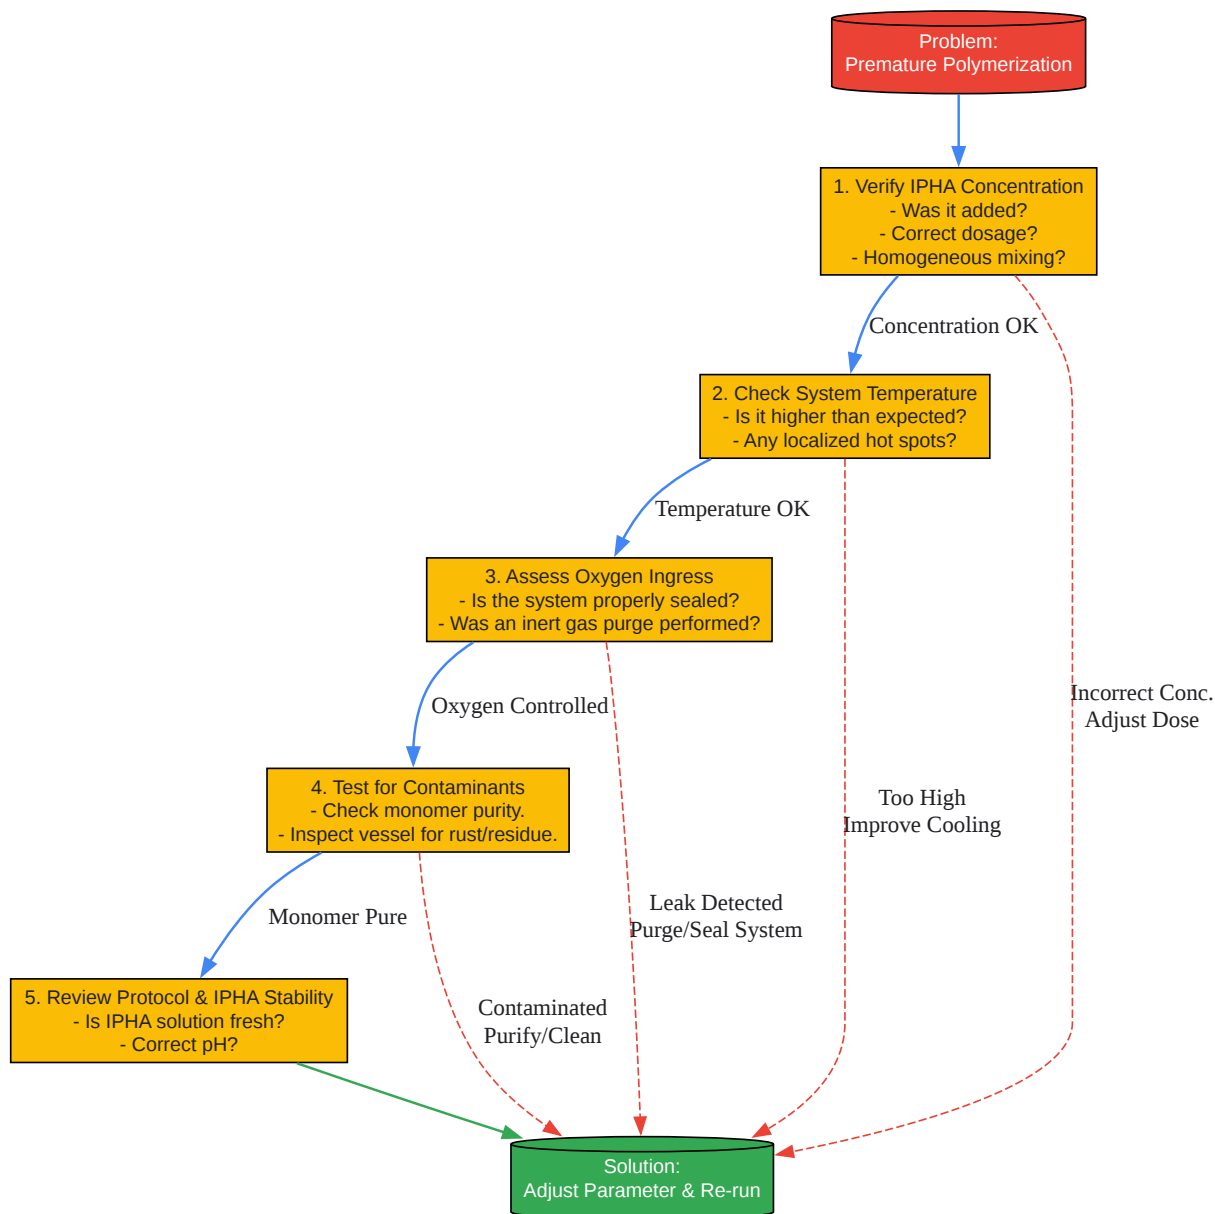 Problem:
Premature Polymerization
1. Verify IPHA Concentration
- Was it added?
- Correct dosage?
- Homogeneous mixing?
Concentration OK
2. Check System Temperature
- Is it higher than expected?
- Any localized hot spots?
Temperature OK
3. Assess Oxygen Ingress
- Is the system properly sealed?
- Was an inert gas purge performed?
Oxygen Controlled
Incorrect Conc.
Adjust Dose
4. Test for Contaminants
- Check monomer purity.
- Inspect vessel for rust/residue.
Too High
Improve Cooling
Monomer Pure
Leak Detected
Purge/Seal System
5. Review Protocol & IPHA Stability
- Is IPHA solution fresh?
- Correct pH?
Contaminated
Purify/Clean
Solution:
Adjust Parameter & Re-run